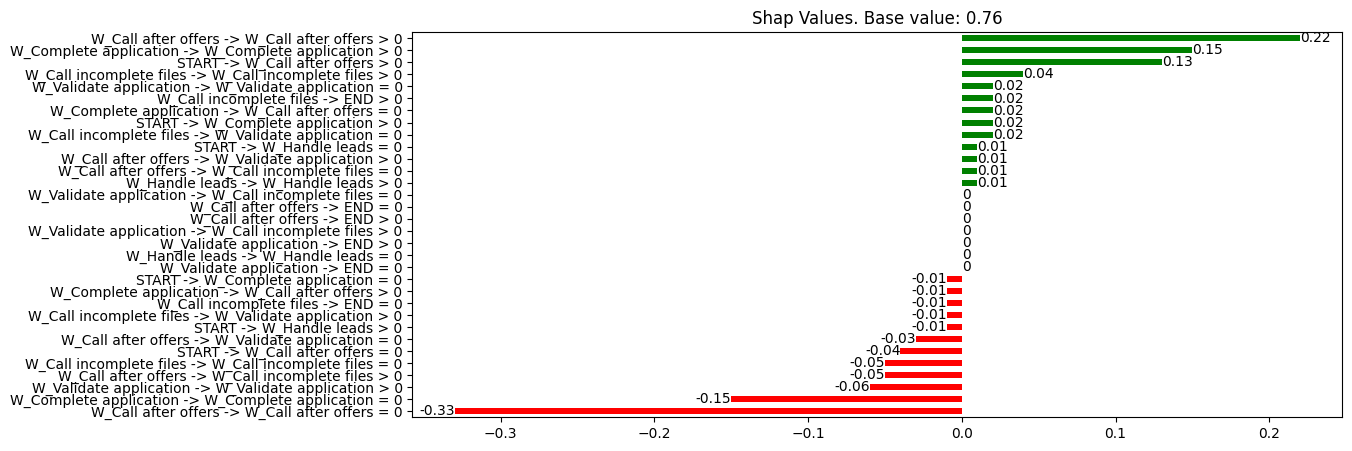 Shap Values. Base value: 0.76
W_Call after offers -> W_Call after offers > 0 0.22
W_Complete application -> W_Complete application > 0 0.15
START -> W_Call after offers > 0 0.13
W_Call incomplete files -> W_Call incomplete files > 0 0.04
W_Validate application -> W_Validate application = 0 0.02
W_Call incomplete files -> END > 0 0.02
W_Complete application -> W_Call after offers = 0 0.02
START -> W_Complete application > 0 0.02
W_Call incomplete files -> W_Validate application = 0 0.02
START -> W_Handle leads = 0 0.01
W_Call after offers -> W_Validate application > 0 0.01
W_Call after offers -> W_Call incomplete files = 0 0.01
W_Handle leads -> W_Handle leads > 0 0.01
W_Validate application -> W_Call incomplete files = 0 0
W_Call after offers -> END = 0 0
W_Call after offers -> END > 0 0
W_Validate application -> W_Call incomplete files > 0 0
W_Validate application -> END > 0 0
W_Handle leads -> W_Handle leads = 0 0
W_Validate application -> END = 0 0
START -> W_Complete application = 0 -0.01
W_Complete application -> W_Call after offers > 0 -0.01
W_Call incomplete files -> END = 0 -0.01
W_Call incomplete files -> W_Validate application > 0 -0.01
START -> W_Handle leads > 0 -0.01
W_Call after offers -> W_Validate application = 0 -0.03
START -> W_Call after offers = 0 -0.04
W_Call incomplete files -> W_Call incomplete files = 0 -0.05
W_Call after offers -> W_Call incomplete files > 0 -0.05
W_Validate application -> W_Validate application > 0 -0.06
W_Complete application -> W_Complete application = 0 -0.15
W_Call after offers -> W_Call after offers = 0 -0.33
−0.3 −0.2 −0.1 0.0 0.1 0.2